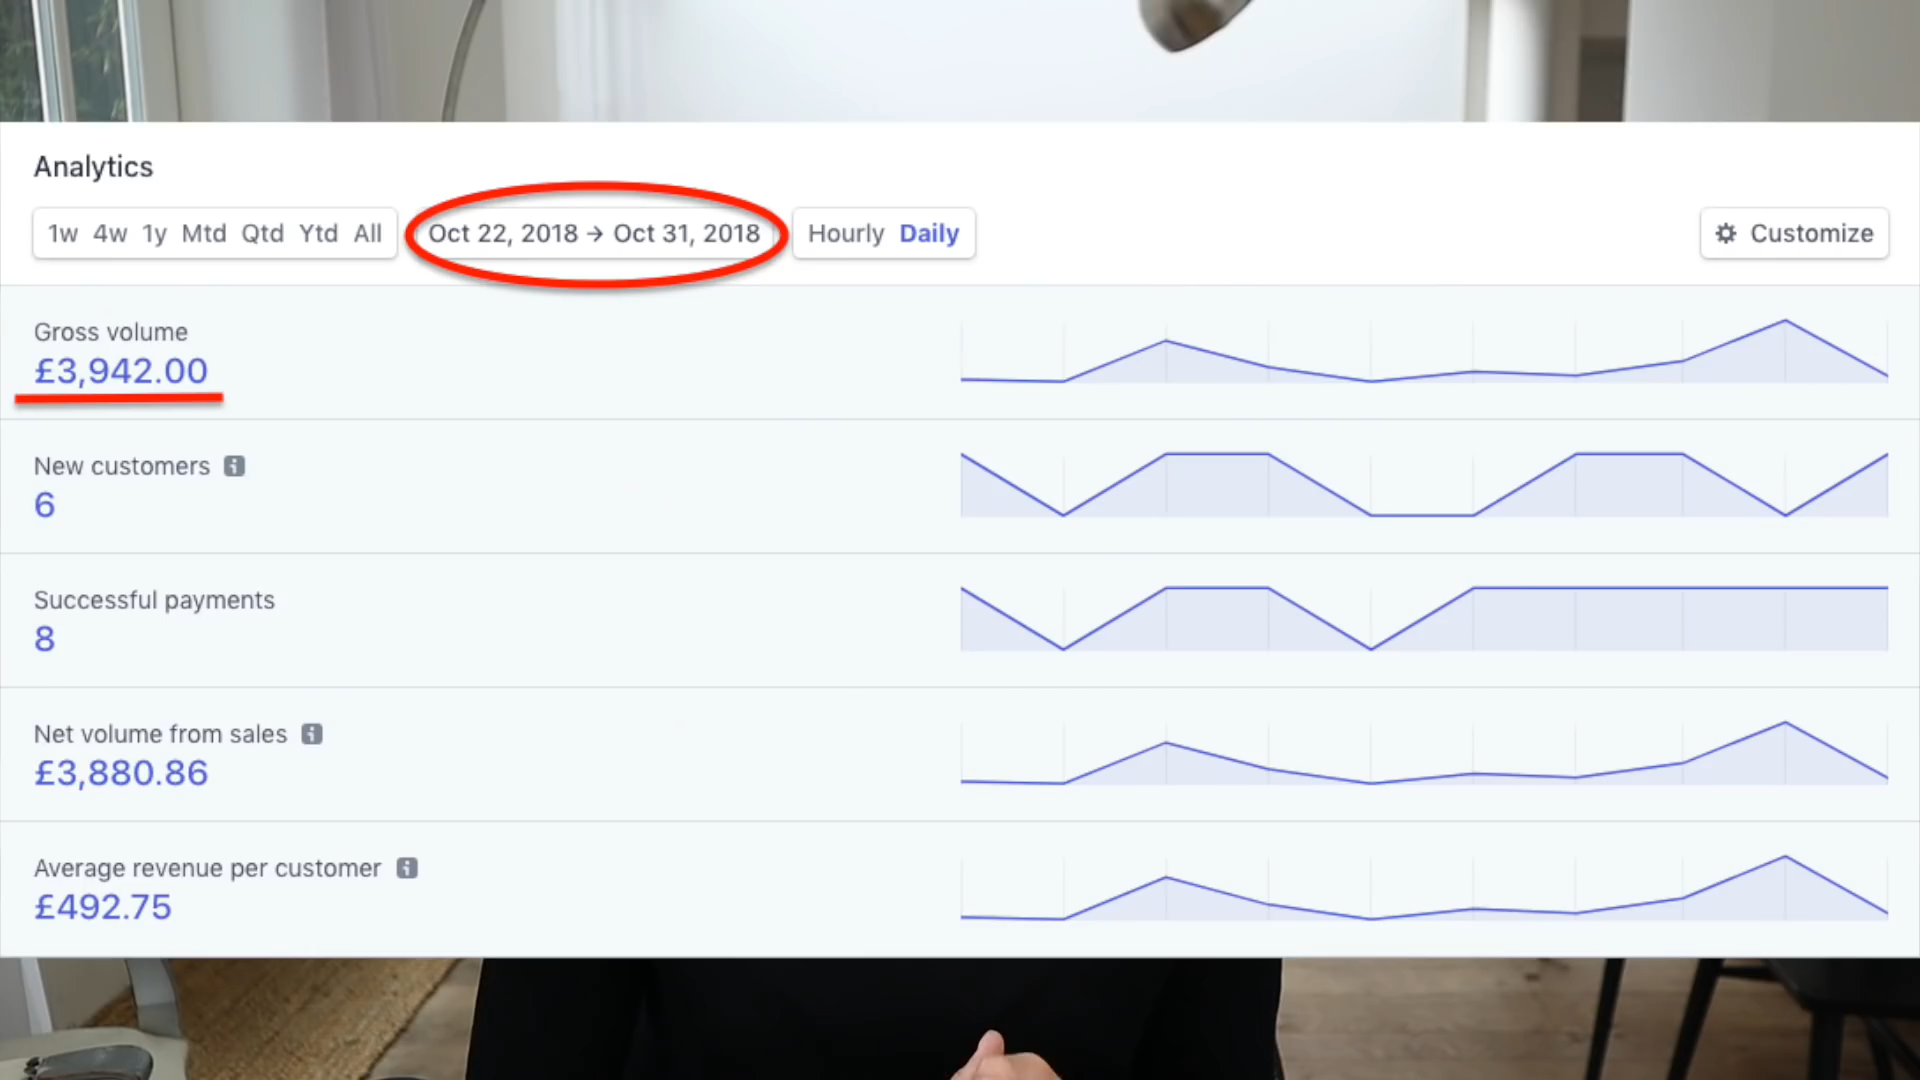 Analytics
1w 4w 1y Mtd Qtd Ytd All Oct 22, 2018 → Oct 31, 2018 Hourly Daily Customize
Gross volume
£3,942.00
New customers
6
Successful payments
8
Net volume from sales
£3,880.86
Average revenue per customer
£492.75